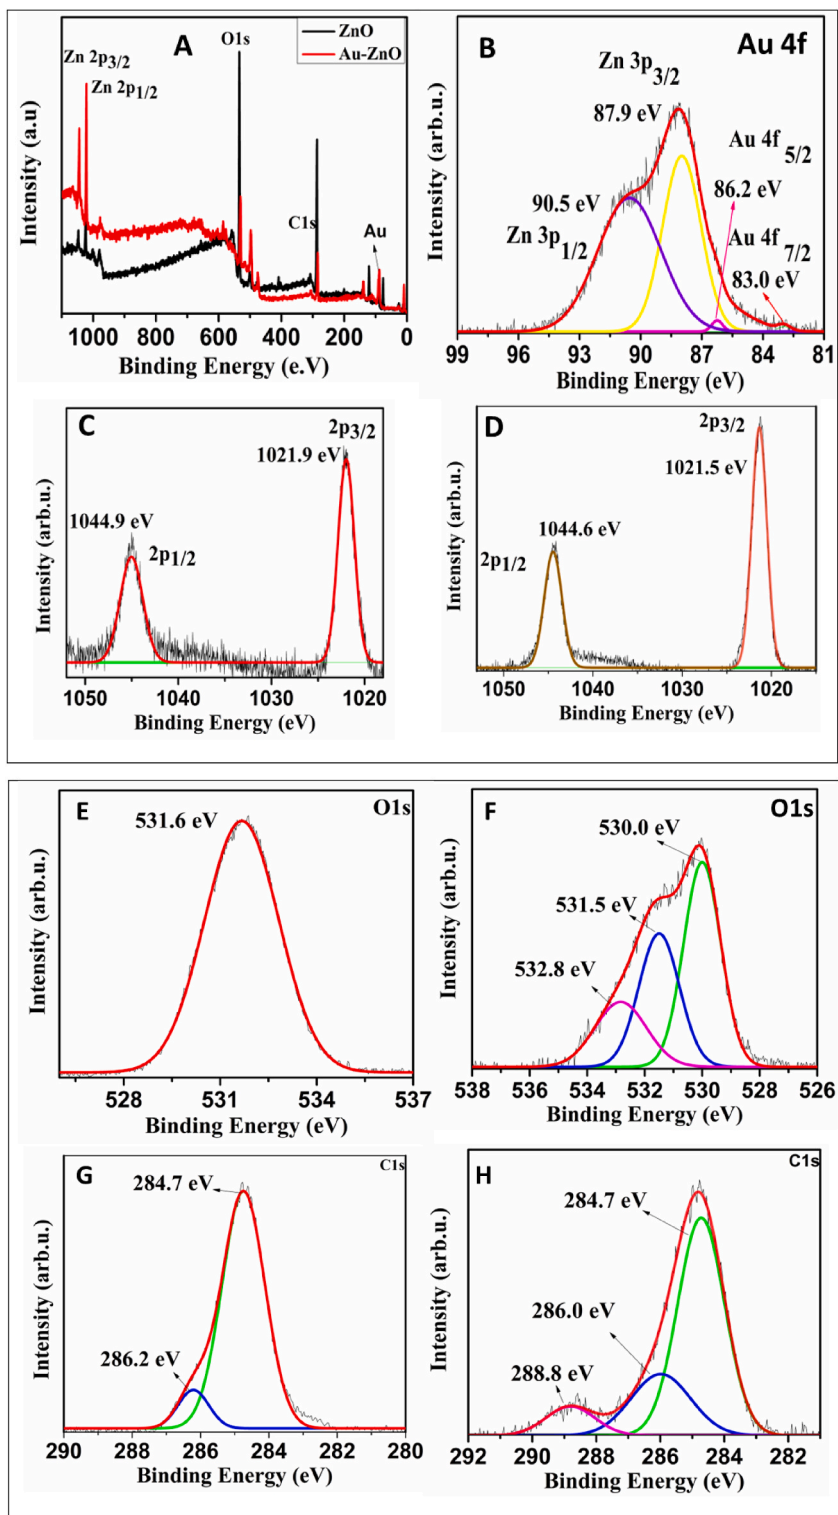 A
O1s
ZnO
Au-ZnO
Zn 2p3/2
Zn 2p1/2
C1s
Au
Intensity (a.u)
1000 800 600 400 200 0
Binding Energy (e.V)
B
Au 4f
Zn 3p3/2
87.9 eV
Au 4f5/2
86.2 eV
90.5 eV
Zn 3p1/2
Au 4f7/2
83.0 eV
Intensity (arb.u.)
99 96 93 90 87 84 81
Binding Energy (eV)
C
2p3/2
1021.9 eV
1044.9 eV
2p1/2
Intensity (arb.u.)
1050 1040 1030 1020
Binding Energy (eV)
D
2p3/2
1021.5 eV
1044.6 eV
2p1/2
Intensity (arb.u.)
1050 1040 1030 1020
Binding Energy (eV)
E
O1s
531.6 eV
Intensity (arb.u.)
528 531 534 537
Binding Energy (eV)
F
O1s
530.0 eV
531.5 eV
532.8 eV
Intensity (arb.u.)
538 536 534 532 530 528 526
Binding Energy (eV)
G
C1s
284.7 eV
286.2 eV
Intensity (arb.u.)
290 288 286 284 282 280
Binding Energy (eV)
H
C1s
284.7 eV
286.0 eV
288.8 eV
Intensity (arb.u.)
292 290 288 286 284 282
Binding Energy (eV)